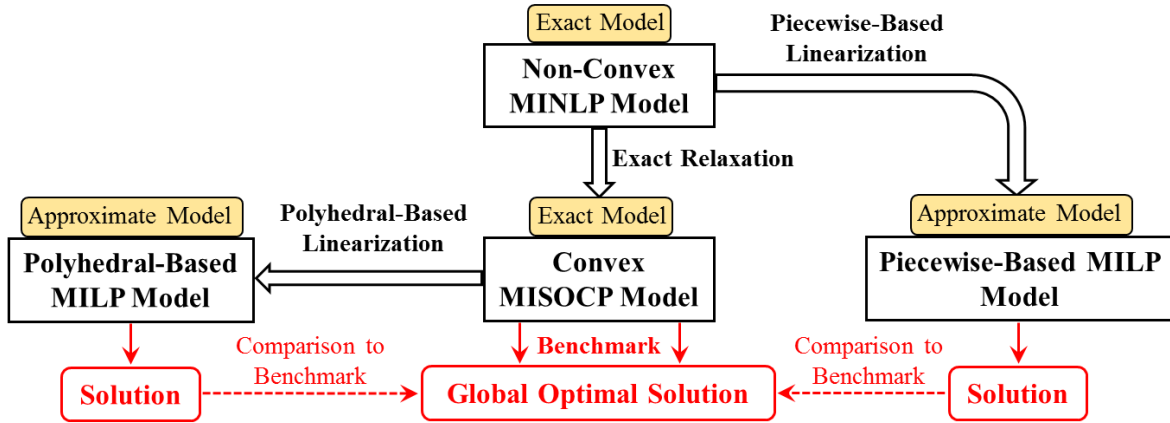 Exact Model
Piecewise-Based
Linearization
Non-Convex
MINLP Model
Exact Relaxation
Approximate Model
Polyhedral-Based
Linearization
Exact Model
Approximate Model
Polyhedral-Based
MILP Model
Convex
MISOCP Model
Piecewise-Based MILP
Model
Comparison to
Benchmark
Benchmark
Comparison to
Benchmark
Solution
Global Optimal Solution
Solution